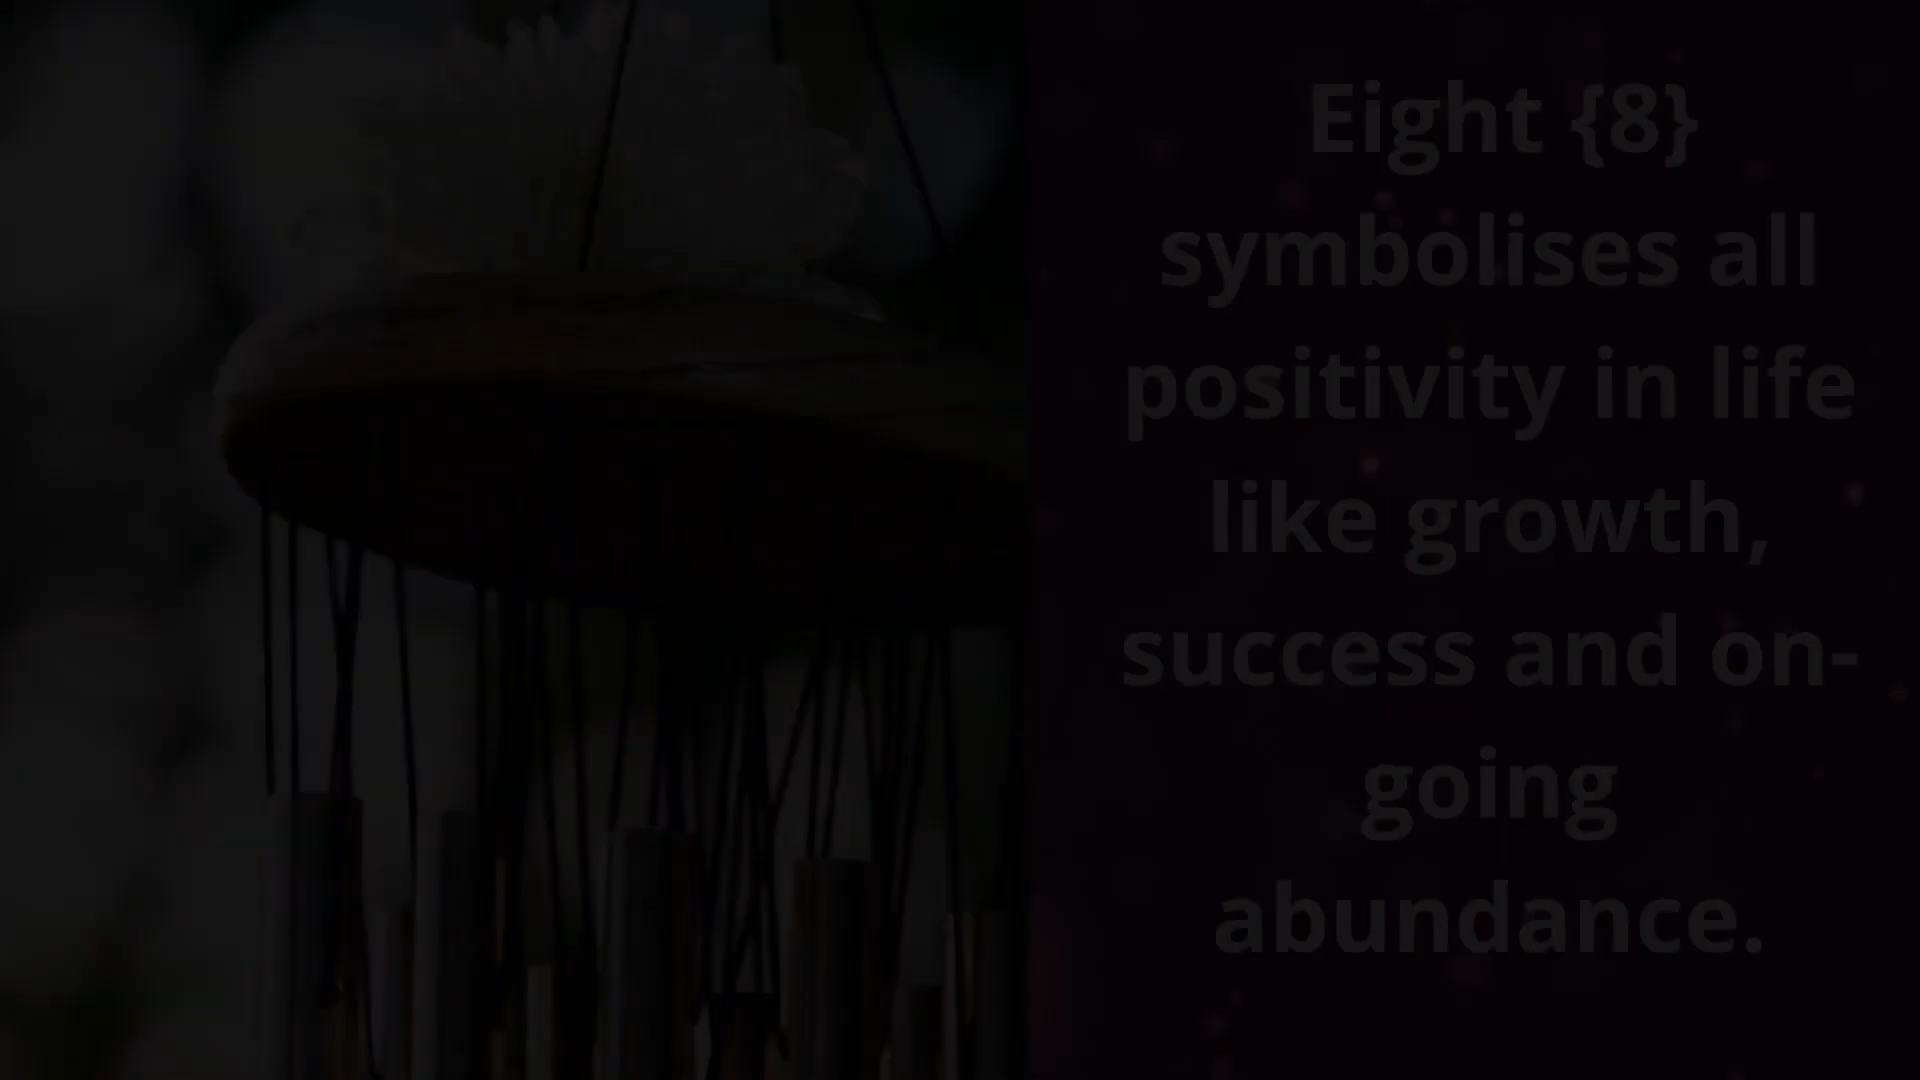 Eight {8}
symbolises all
positivity in life
like growth,
success and on-
going
abundance.